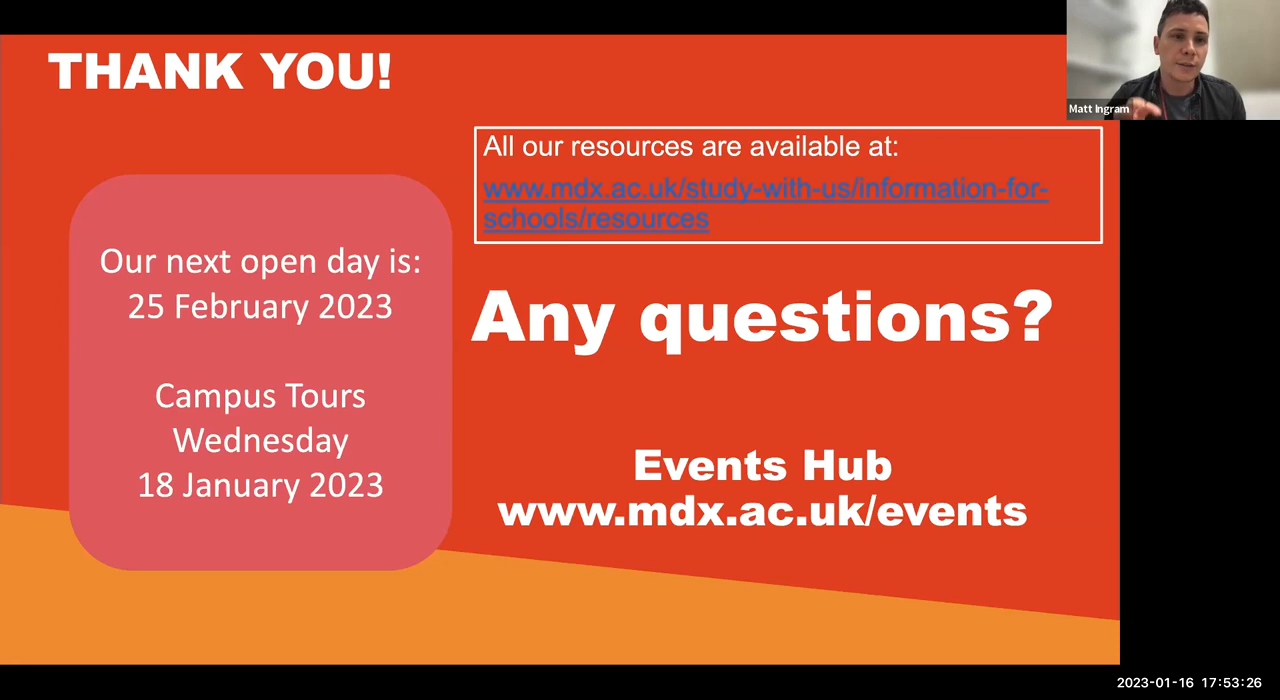 THANK YOU!
Matt Ingram
All our resources are available at:
www.mdx.ac.uk/study-with-us/information-for-
schools/resources
Our next open day is:
25 February 2023
Campus Tours
Wednesday
18 January 2023
Any questions?
Events Hub
www.mdx.ac.uk/events
2023-01-16 17:53:26